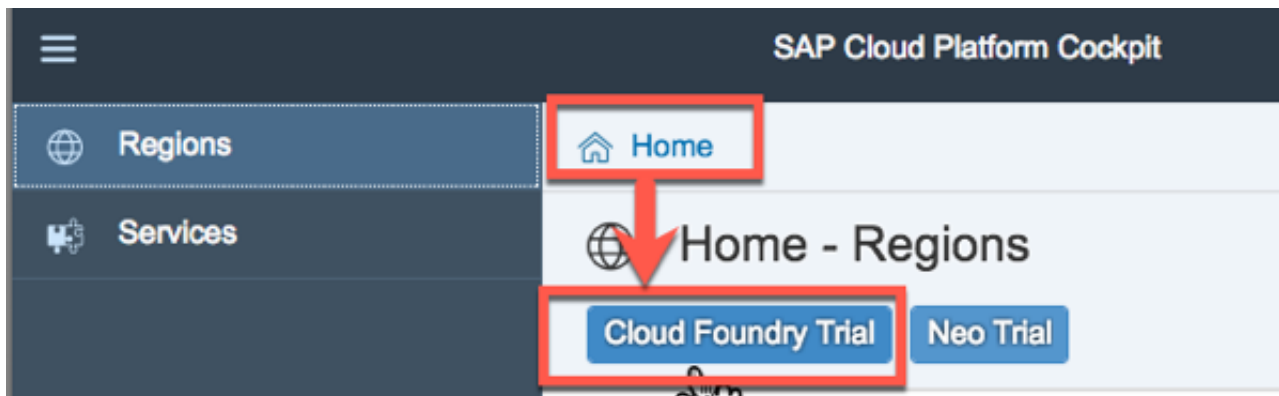 SAP Cloud Platform Cockpit
Regions
Home
Services
Home - Regions
Cloud Foundry Trial
Neo Trial